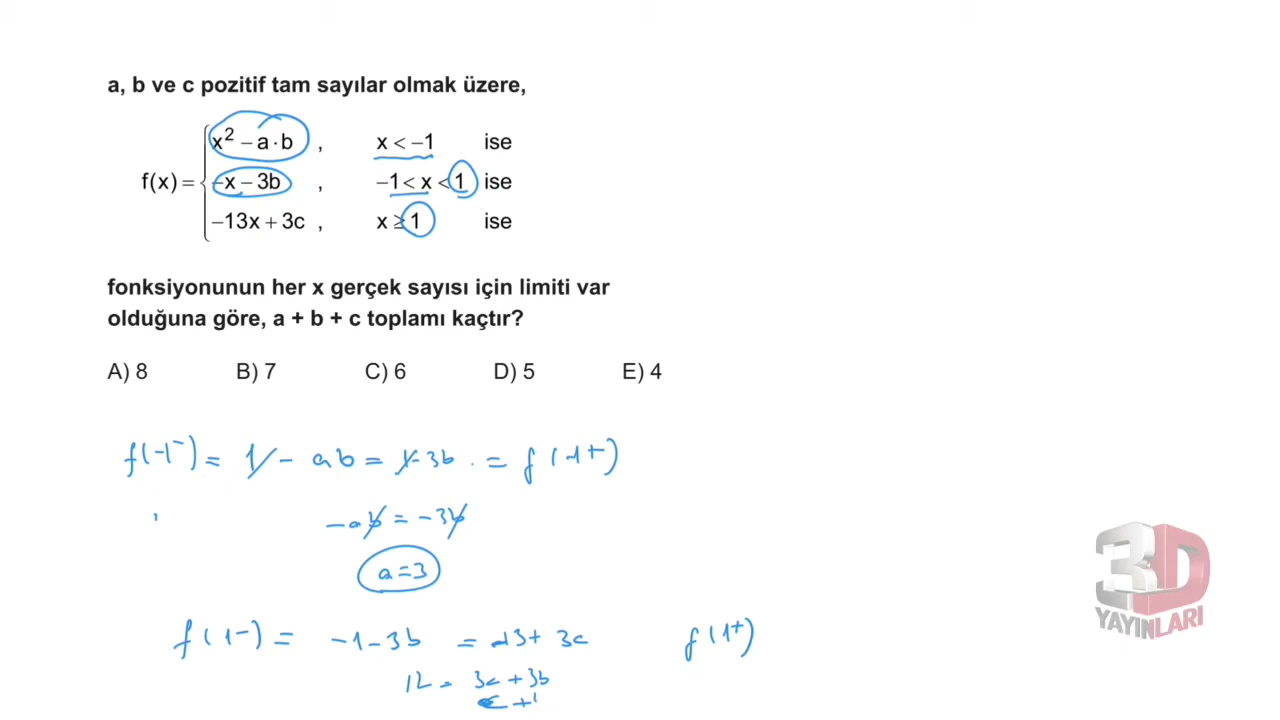 a, b ve c pozitif tam sayılar olmak üzere,
x² – a · b , x < –1 ise
f(x) = –x – 3b , –1 < x < 1 ise
–13x + 3c , x ≥ 1 ise
fonksiyonunun her x gerçek sayısı için limiti var
olduğuna göre, a + b + c toplamı kaçtır?
A) 8 B) 7 C) 6 D) 5 E) 4
f(-1⁻) = 1 - ab = 1 - 3b . = f(-1+)
-ab = -3b
a=3
3D
YAYINLARI
f(1-) = -1-3b = -13+ 3c f(1+)
12 = 3c + 3b